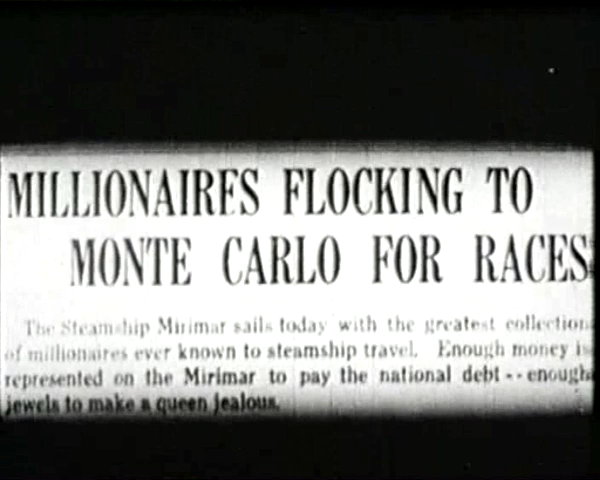 MILLIONAIRES FLOCKING TO
MONTE CARLO FOR RACES
The Steamship Mirimar sails today with the greatest collection
of millionaires ever known to steamship travel. Enough money is
represented on the Mirimar to pay the national debt--enough
jewels to make a queen jealous.